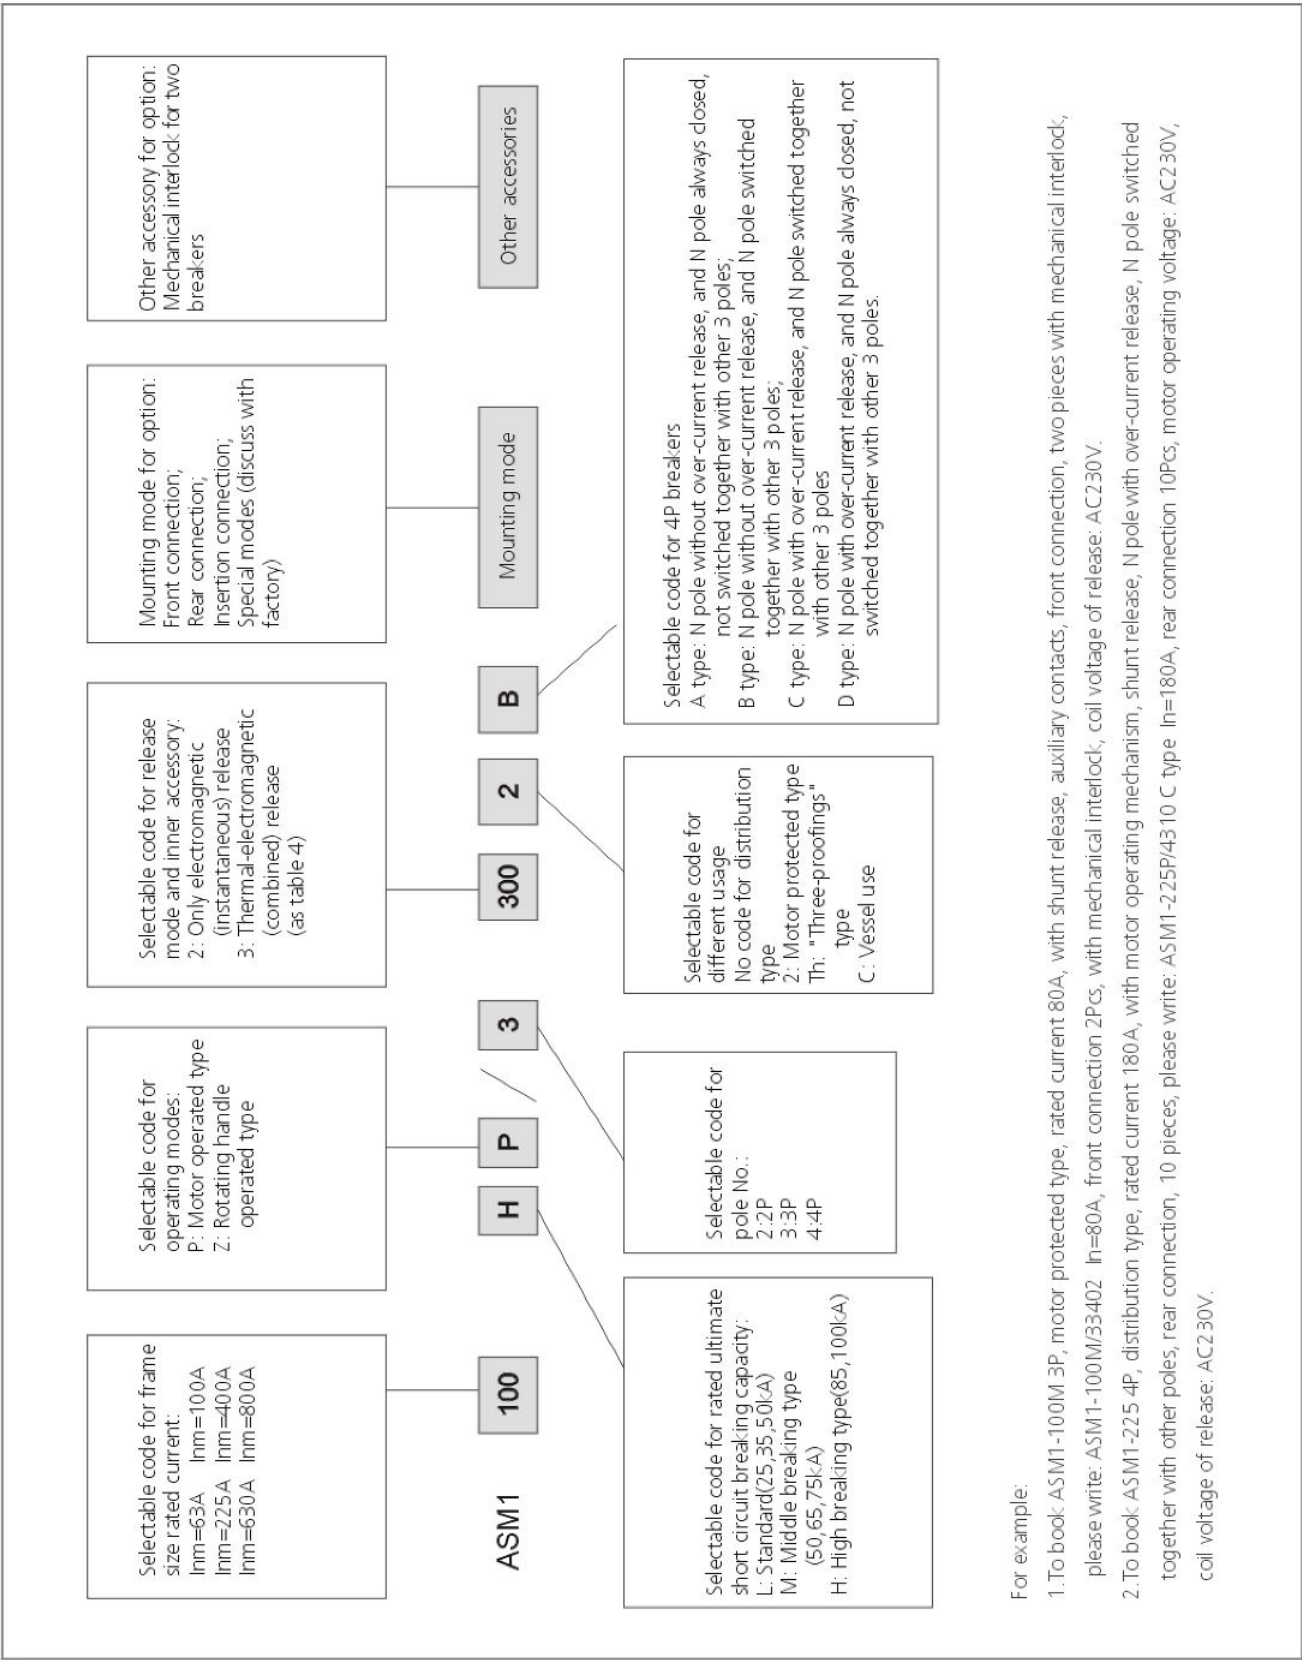 Selectable code for frame
size rated current:
Inm=63A Inm=100A
Inm=225A Inm=400A
Inm=630A Inm=800A
Selectable code for
operating modes:
P: Motor operated type
Z: Rotating handle
operated type
Selectable code for release
mode and inner accessory:
2: Only electromagnetic
(instantaneous) release
3: Thermal-electromagnetic
(combined) release
(as table 4)
Mounting mode for option:
Front connection;
Rear connection;
Insertion connection;
Special modes (discuss with
factory)
Other accessory for option:
Mechanical interlock for two
breakers
ASM1 100 H P / 3 300 2 B Mounting mode Other accessories
Selectable code for rated ultimate
short circuit breaking capacity:
L: Standard(25,35,50kA)
M: Middle breaking type
(50,65,75kA)
H: High breaking type(85,100kA)
Selectable code for
pole No.:
2:2P
3:3P
4:4P
Selectable code for
different usage
No code for distribution
type
2: Motor protected type
Th: "Three-proofings"
type
C: Vessel use
Selectable code for 4P breakers
A type: N pole without over-current release, and N pole always closed,
not switched together with other 3 poles;
B type: N pole without over-current release, and N pole switched
together with other 3 poles;
C type: N pole with over-current release, and N pole switched together
with other 3 poles
D type: N pole with over-current release, and N pole always closed, not
switched together with other 3 poles.
For example:
1.To book ASM1-100M 3P, motor protected type, rated current 80A, with shunt release, auxiliary contacts, front connection, two pieces with mechanical interlock,
please write: ASM1-100M/33402 In=80A, front connection 2Pcs, with mechanical interlock, coil voltage of release: AC230V.
2.To book ASM1-225 4P, distribution type, rated current 180A, with motor operating mechanism, shunt release, N pole with over-current release, N pole switched
together with other poles, rear connection, 10 pieces, please write: ASM1-225P/4310 C type In=180A, rear connection 10Pcs, motor operating voltage: AC230V,
coil voltage of release: AC230V.